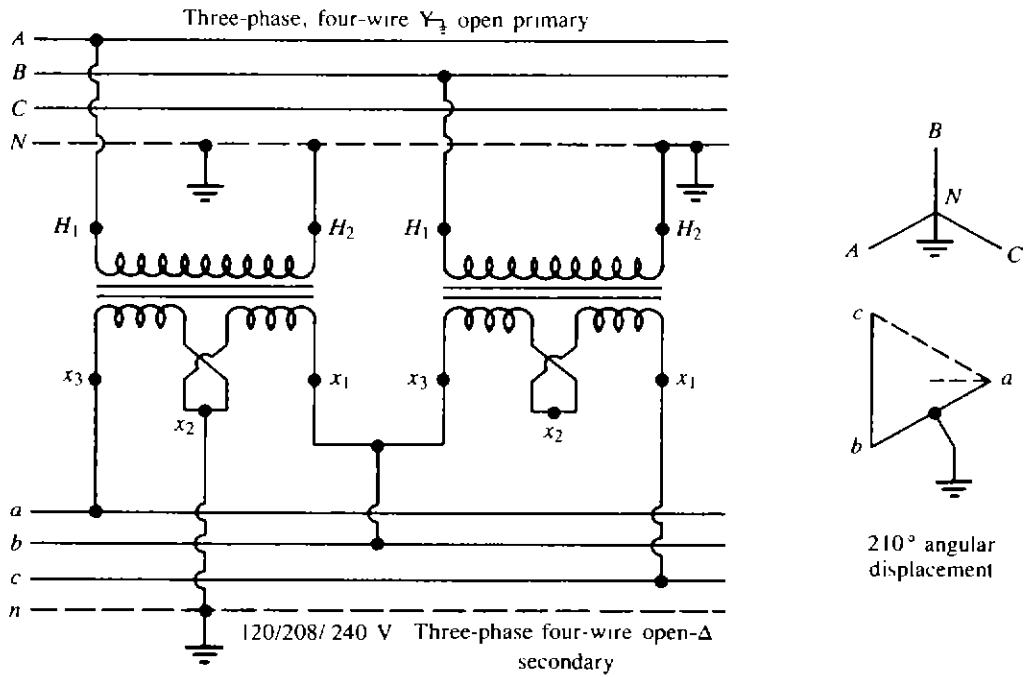 Three-phase, four-wire Y open primary
A
B
C
N
H₁
H₂
H₁
H₂
x₃
x₁
x₃
x₁
x₂
x₂
a
b
c
n
120/208/240 V Three-phase four-wire open-Δ
secondary
B
N
A
C
c
a
b
210° angular
displacement